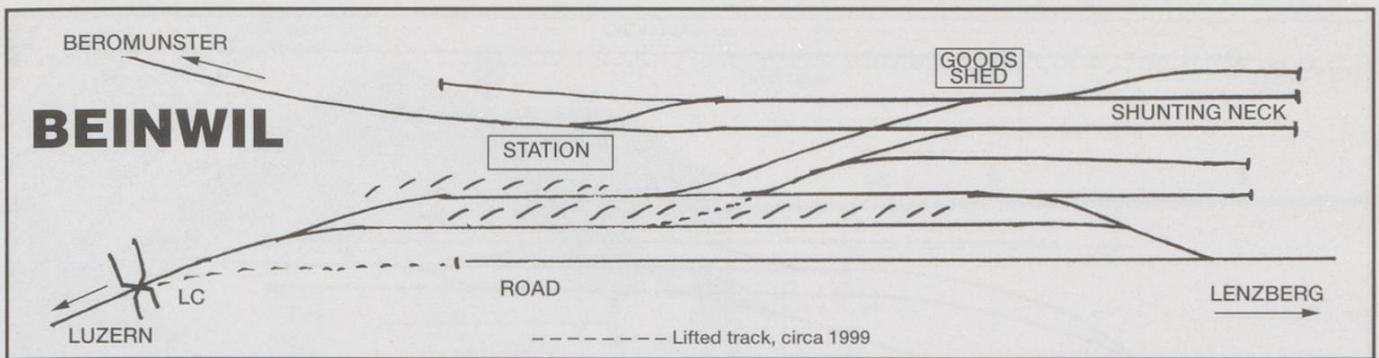 BEROMUNSTER
BEINWIL
GOODS
SHED
SHUNTING NECK
STATION
LC
ROAD
LUZERN
LENZBERG
Lifted track, circa 1999